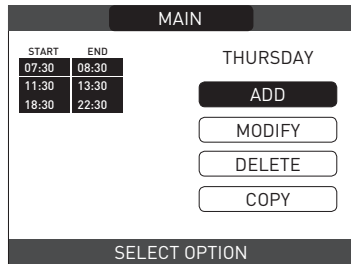 MAIN
START END
07:30 08:30
11:30 13:30
18:30 22:30
THURSDAY
ADD
MODIFY
DELETE
COPY
SELECT OPTION